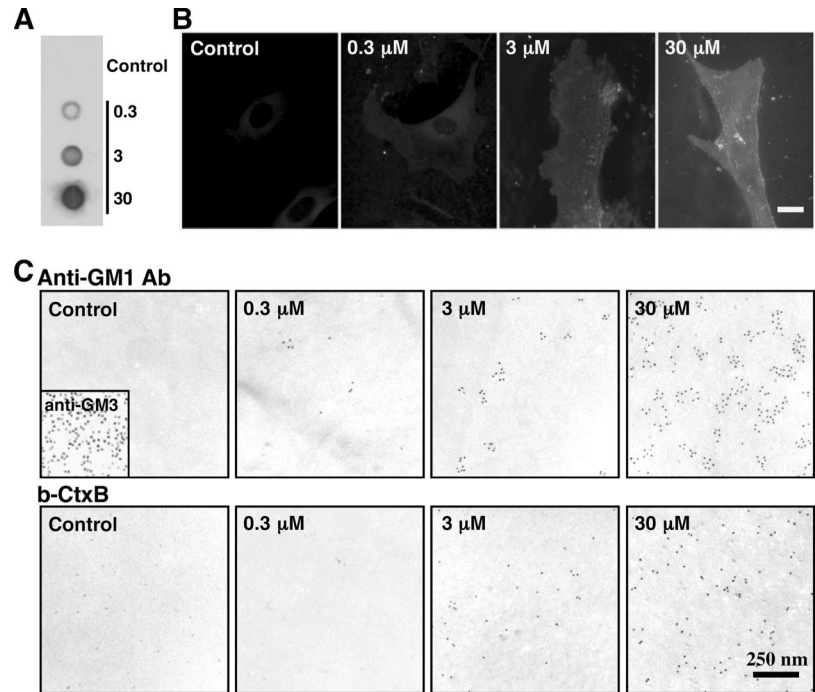 A
Control
0.3
3
30
B
Control
0.3 μM
3 μM
30 μM
C
Anti-GM1 Ab
Control
0.3 μM
3 μM
30 μM
anti-GM3
b-CtxB
Control
0.3 μM
3 μM
30 μM
250 nm